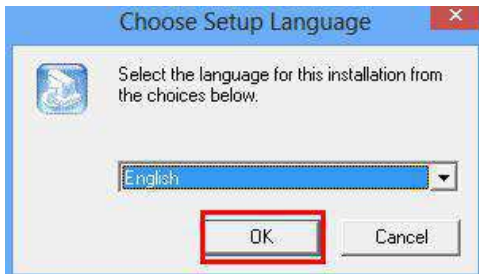 Choose Setup Language
Select the language for this installation from
the choices below.
English
OK
Cancel